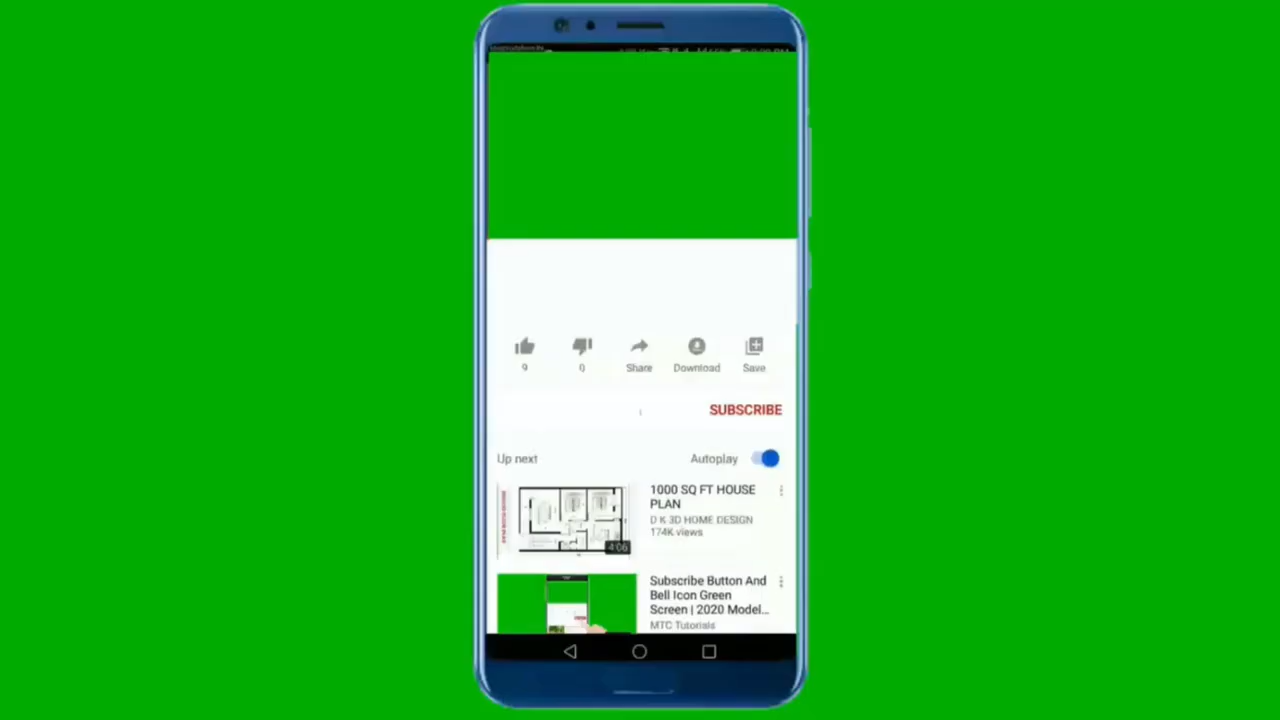 9
0
Share
Download
Save
SUBSCRIBE
Up next
Autoplay
1000 SQ FT HOUSE
PLAN
D K 3D HOME DESIGN
174K views
4:06
Subscribe Button And
Bell Icon Green
Screen | 2020 Model...
MTC Tutorials